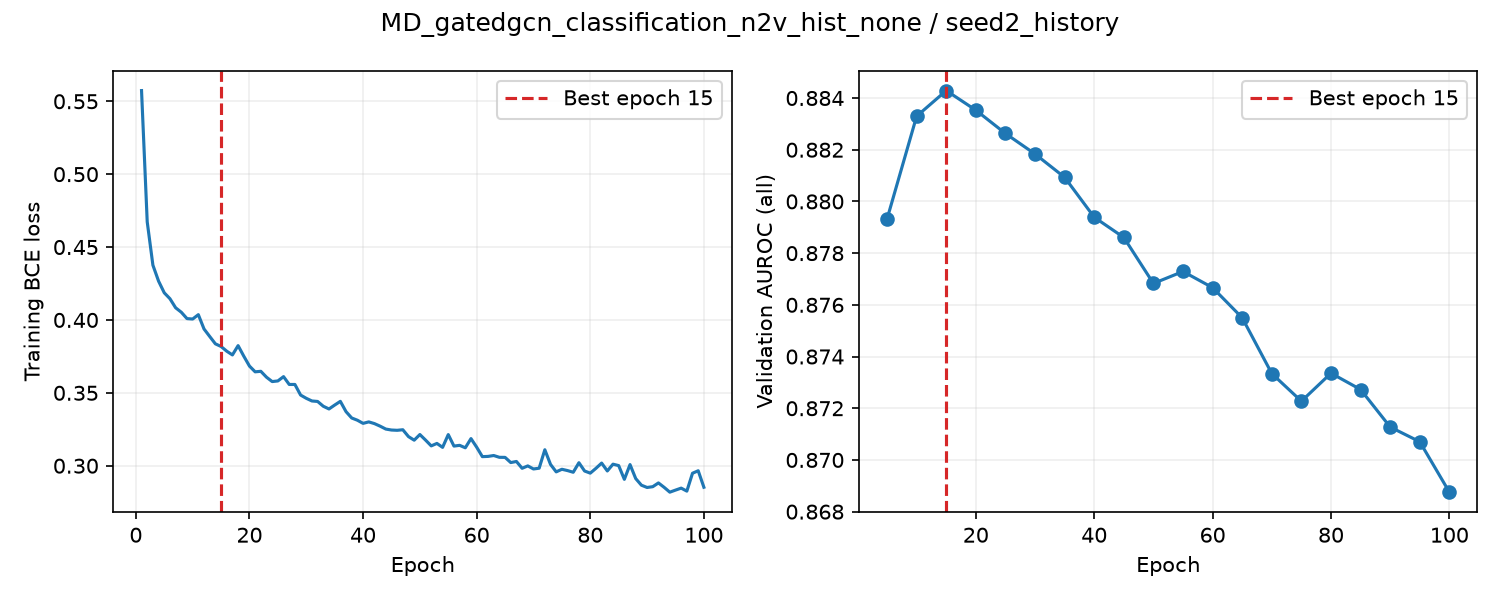 MD_gatedgcn_classification_n2v_hist_none / seed2_history
Training BCE loss
0.55
0.50
0.45
0.40
0.35
0.30
0 20 40 60 80 100
Epoch
Best epoch 15
Validation AUROC (all)
0.884
0.882
0.880
0.878
0.876
0.874
0.872
0.870
0.868
20 40 60 80 100
Epoch
Best epoch 15